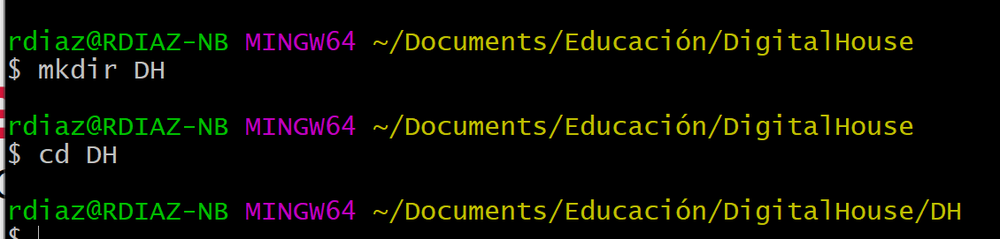 rdiaz@RDIAZ-NB MINGW64 ~/Documents/Educación/DigitalHouse
$ mkdir DH
rdiaz@RDIAZ-NB MINGW64 ~/Documents/Educación/DigitalHouse
$ cd DH
rdiaz@RDIAZ-NB MINGW64 ~/Documents/Educación/DigitalHouse/DH
$